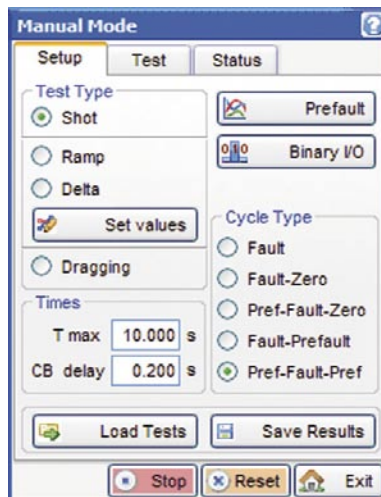 Manual Mode
?
Setup
Test
Status
Test Type
Shot
Ramp
Delta
Set values
Dragging
Times
T max 10.000 s
CB delay 0.200 s
Prefault
Binary I/O
Cycle Type
Fault
Fault-Zero
Pref-Fault-Zero
Fault-Prefault
Pref-Fault-Pref
Load Tests
Save Results
Stop
Reset
Exit